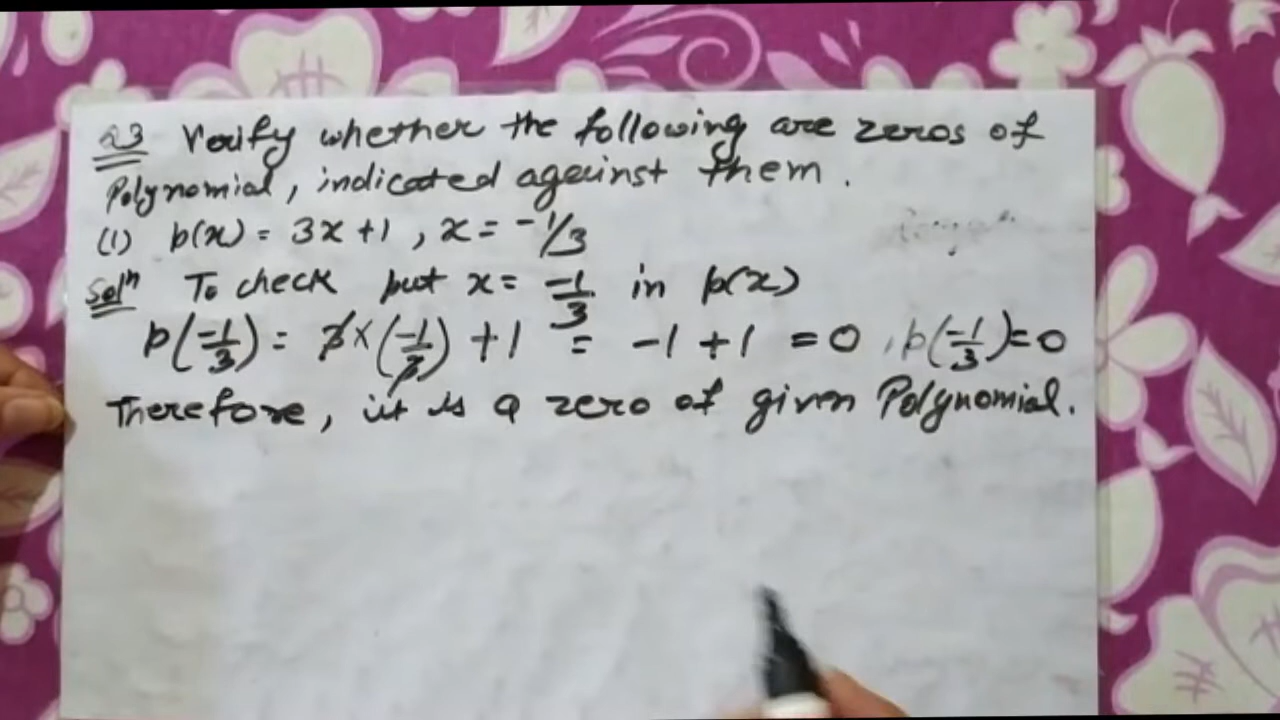 Q3 Verify whether the following are zeros of
Polynomial, indicated against them.
(1) p(x) = 3x+1, x = -1/3
Solⁿ To check put x = -1/3 in p(x)
p(-1/3) = 3×(-1/3) + 1 = -1 + 1 = 0, p(-1/3) = 0
Therefore, it is a zero of given Polynomial.